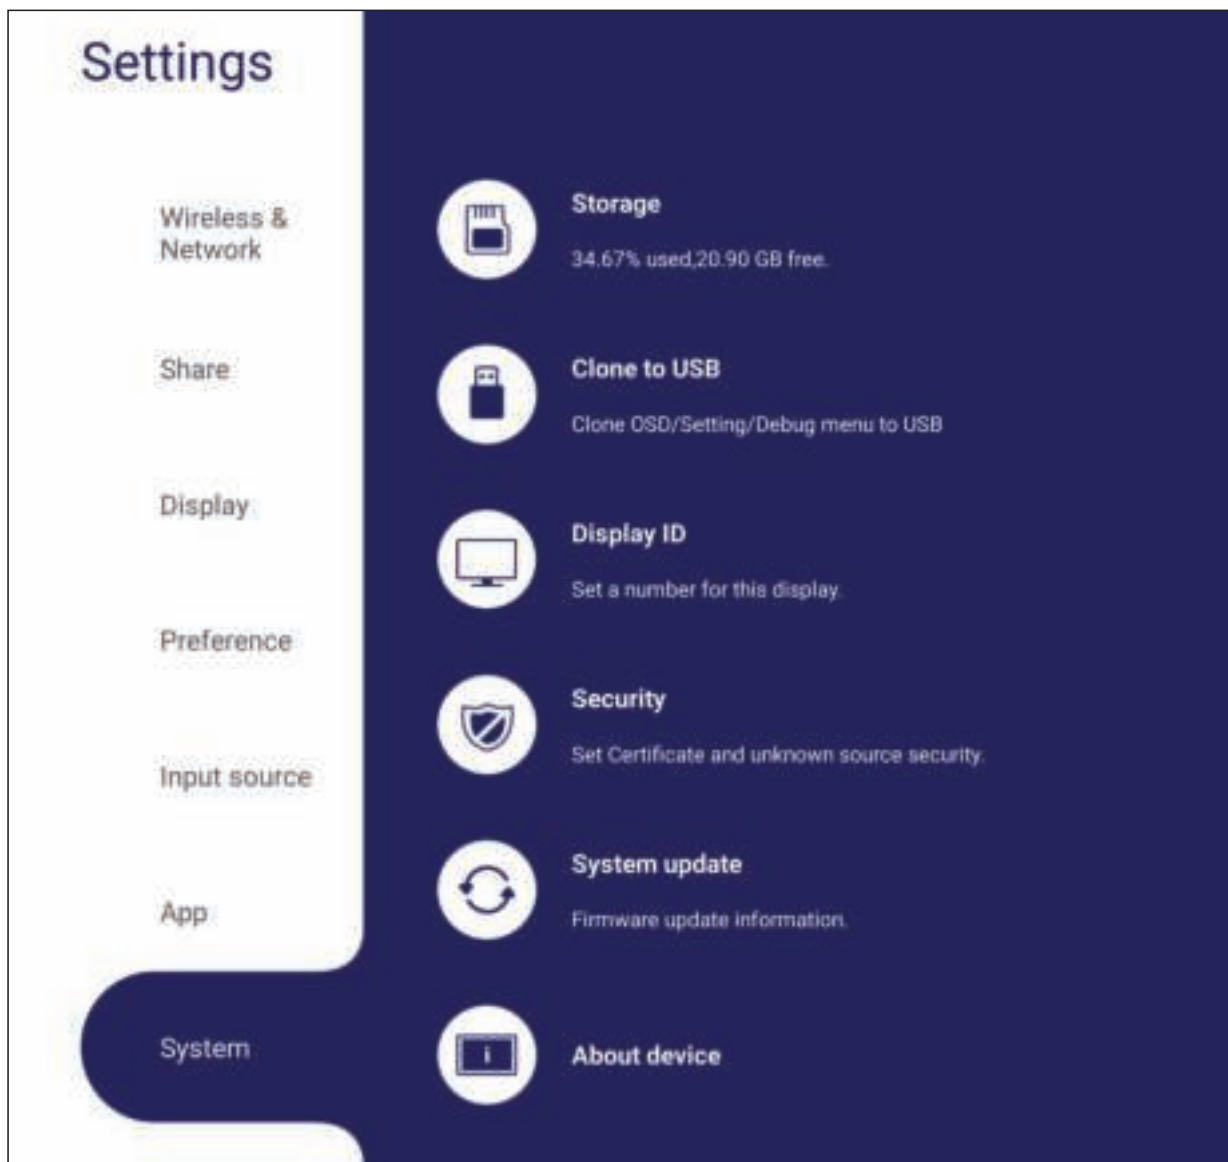 Settings
Wireless &
Network
Share
Display
Preference
Input source
App
System
Storage
34.67% used,20.90 GB free.
Clone to USB
Clone OSD/Setting/Debug menu to USB
Display ID
Set a number for this display.
Security
Set Certificate and unknown source security.
System update
Firmware update information.
About device